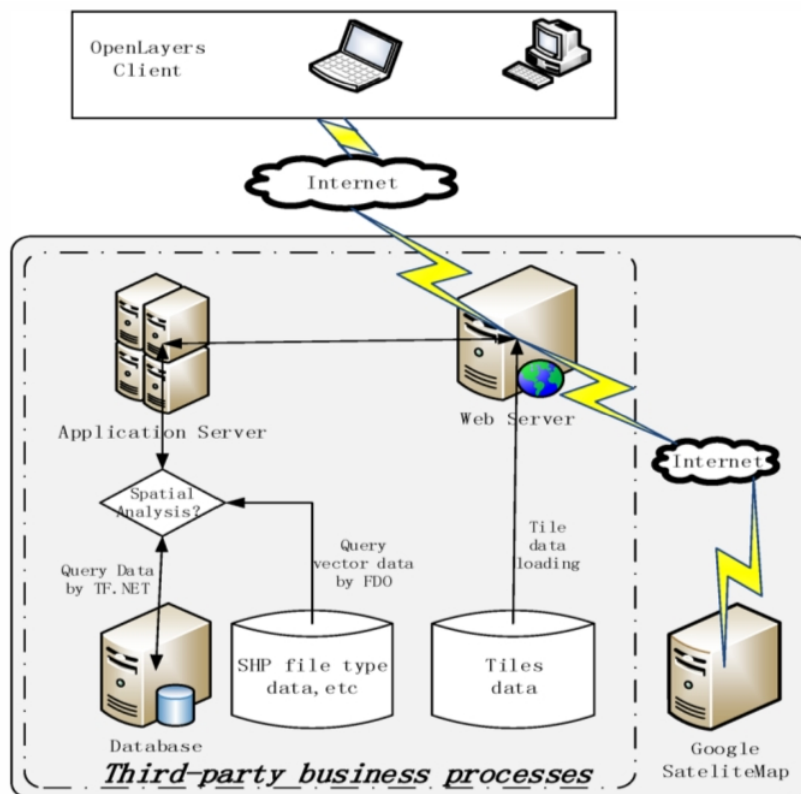 OpenLayers
Client
Internet
Application Server
Web Server
Internet
Spatial
Analysis?
Query Data
by TF.NET
Query
vector data
by FDO
Tile
data
loading
SHP file type
data,etc
Tiles
data
Database
Google
SateliteMap
Third-party business processes